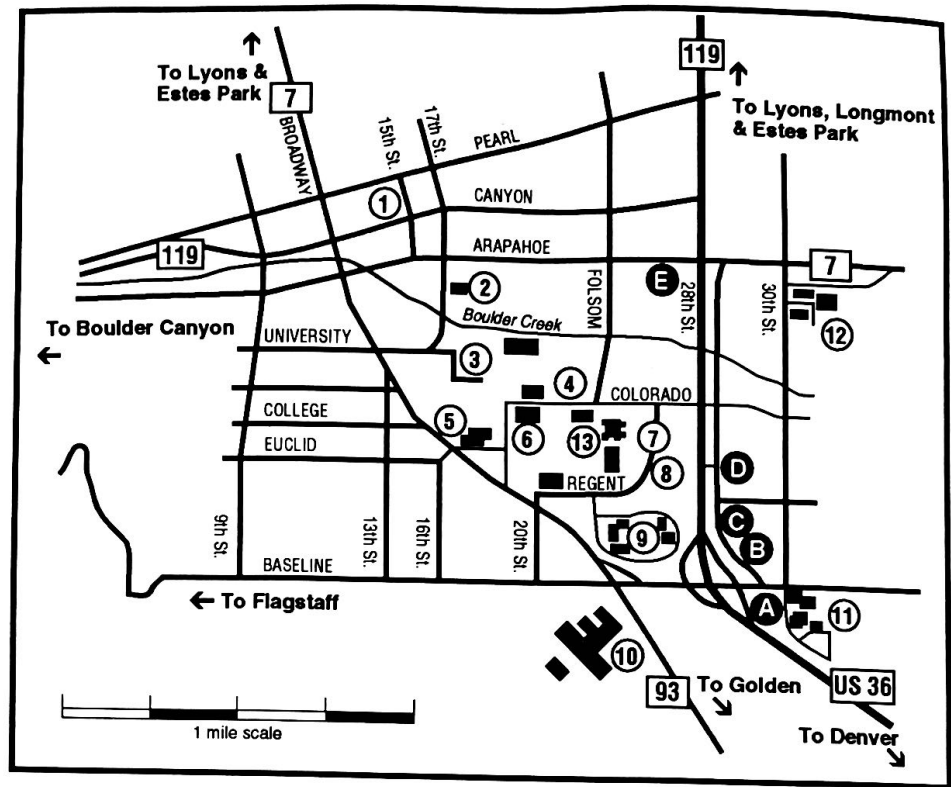 To Lyons &
Estes Park
7
BROADWAY
15th St.
17th St.
PEARL
119
To Lyons, Longmont
& Estes Park
1
CANYON
ARAPAHOE
119
7
2
FOLSOM
E
28th St.
30th St.
12
To Boulder Canyon
Boulder Creek
UNIVERSITY
3
4
COLORADO
COLLEGE
5
6
13
7
EUCLID
8
D
REGENT
C
9
B
9th St.
13th St.
16th St.
20th St.
BASELINE
To Flagstaff
A
11
10
93
To Golden
US 36
To Denver
1 mile scale